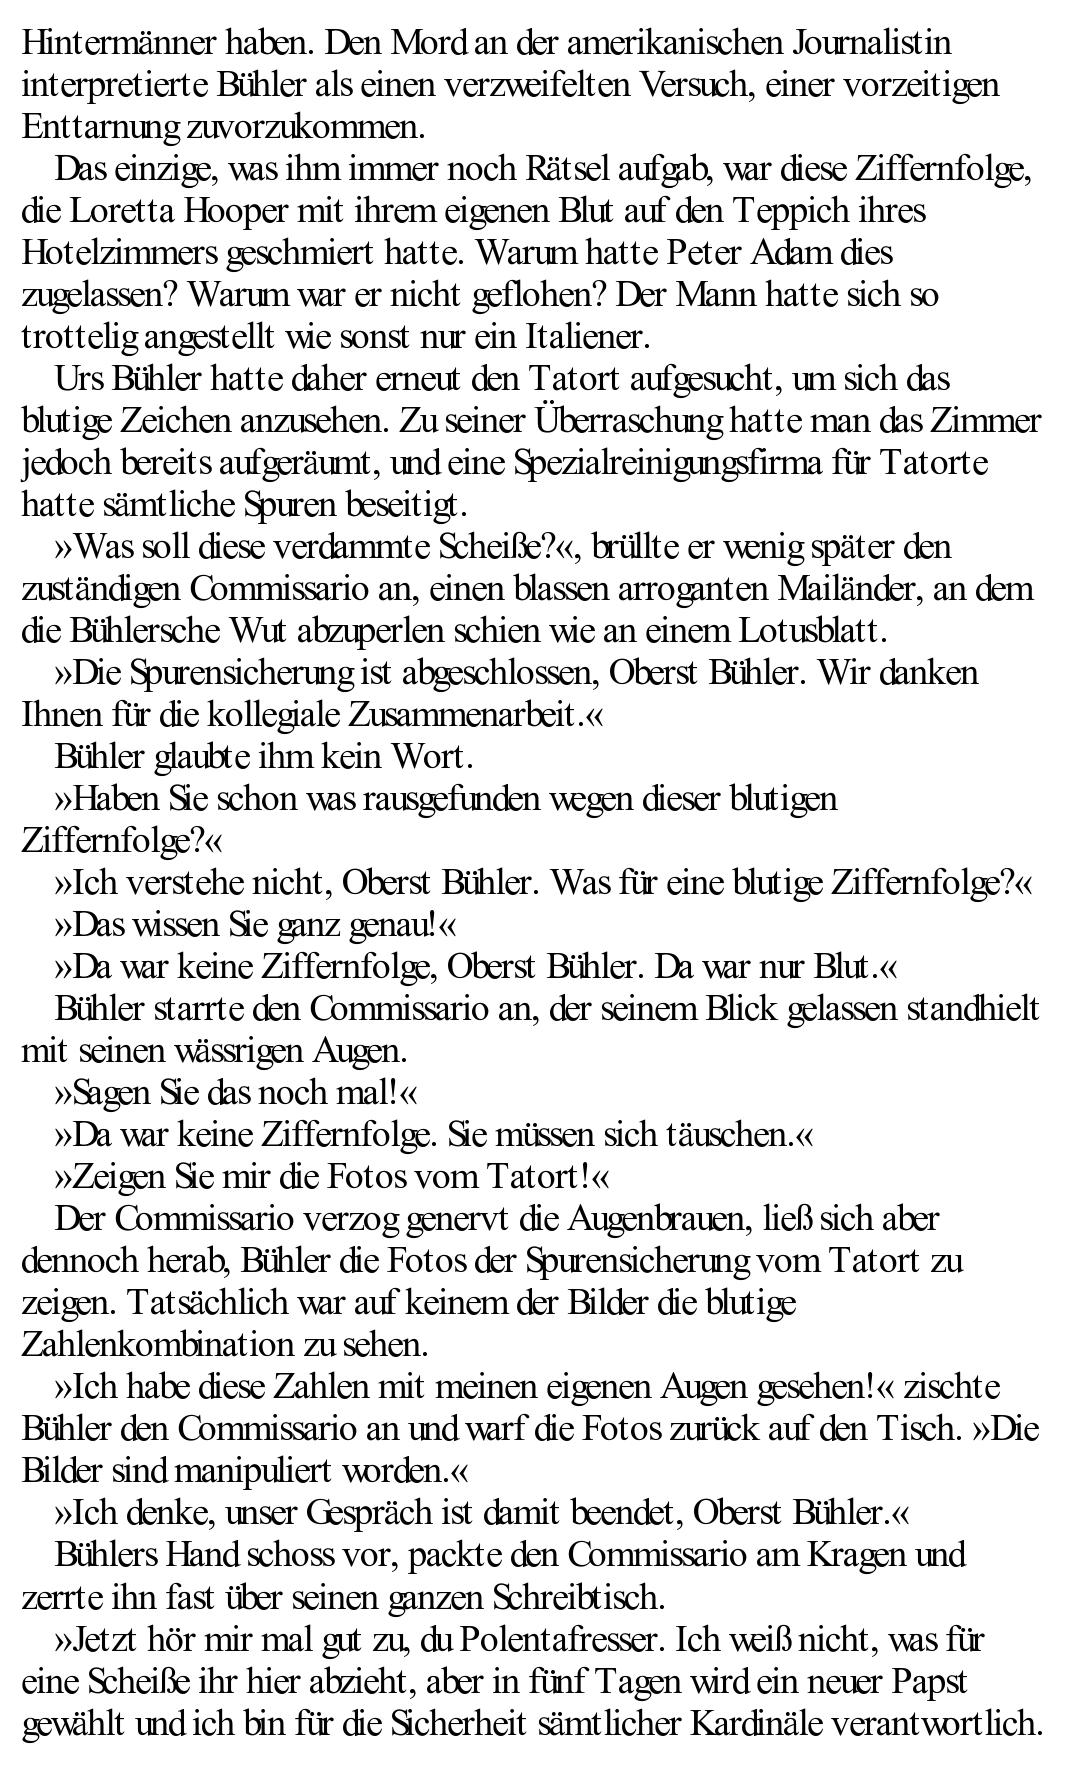 Hintermänner haben. Den Mord an der amerikanischen Journalistin
interpretierte Bühler als einen verzweifelten Versuch, einer vorzeitigen
Enttarnung zuvorzukommen.
Das einzige, was ihm immer noch Rätsel aufgab, war diese Ziffernfolge,
die Loretta Hooper mit ihrem eigenen Blut auf den Teppich ihres
Hotelzimmers geschmiert hatte. Warum hatte Peter Adam dies
zugelassen? Warum war er nicht geflohen? Der Mann hatte sich so
trottelig angestellt wie sonst nur ein Italiener.
Urs Bühler hatte daher erneut den Tatort aufgesucht, um sich das
blutige Zeichen anzusehen. Zu seiner Überraschung hatte man das Zimmer
jedoch bereits aufgeräumt, und eine Spezialreinigungsfirma für Tatorte
hatte sämtliche Spuren beseitigt.
»Was soll diese verdammte Scheiße?«, brüllte er wenig später den
zuständigen Commissario an, einen blassen arroganten Mailänder, an dem
die Bühlersche Wut abzuperlen schien wie an einem Lotusblatt.
»Die Spurensicherung ist abgeschlossen, Oberst Bühler. Wir danken
Ihnen für die kollegiale Zusammenarbeit.«
Bühler glaubte ihm kein Wort.
»Haben Sie schon was rausgefunden wegen dieser blutigen
Ziffernfolge?«
»Ich verstehe nicht, Oberst Bühler. Was für eine blutige Ziffernfolge?«
»Das wissen Sie ganz genau!«
»Da war keine Ziffernfolge, Oberst Bühler. Da war nur Blut.«
Bühler starrte den Commissario an, der seinem Blick gelassen standhielt
mit seinen wässrigen Augen.
»Sagen Sie das noch mal!«
»Da war keine Ziffernfolge. Sie müssen sich täuschen.«
»Zeigen Sie mir die Fotos vom Tatort!«
Der Commissario verzog genervt die Augenbrauen, ließ sich aber
dennoch herab, Bühler die Fotos der Spurensicherung vom Tatort zu
zeigen. Tatsächlich war auf keinem der Bilder die blutige
Zahlenkombination zu sehen.
»Ich habe diese Zahlen mit meinen eigenen Augen gesehen!« zischte
Bühler den Commissario an und warf die Fotos zurück auf den Tisch. »Die
Bilder sind manipuliert worden.«
»Ich denke, unser Gespräch ist damit beendet, Oberst Bühler.«
Bühlers Hand schoss vor, packte den Commissario am Kragen und
zerrte ihn fast über seinen ganzen Schreibtisch.
»Jetzt hör mir mal gut zu, du Polentafresser. Ich weiß nicht, was für
eine Scheiße ihr hier abzieht, aber in fünf Tagen wird ein neuer Papst
gewählt und ich bin für die Sicherheit sämtlicher Kardinäle verantwortlich.